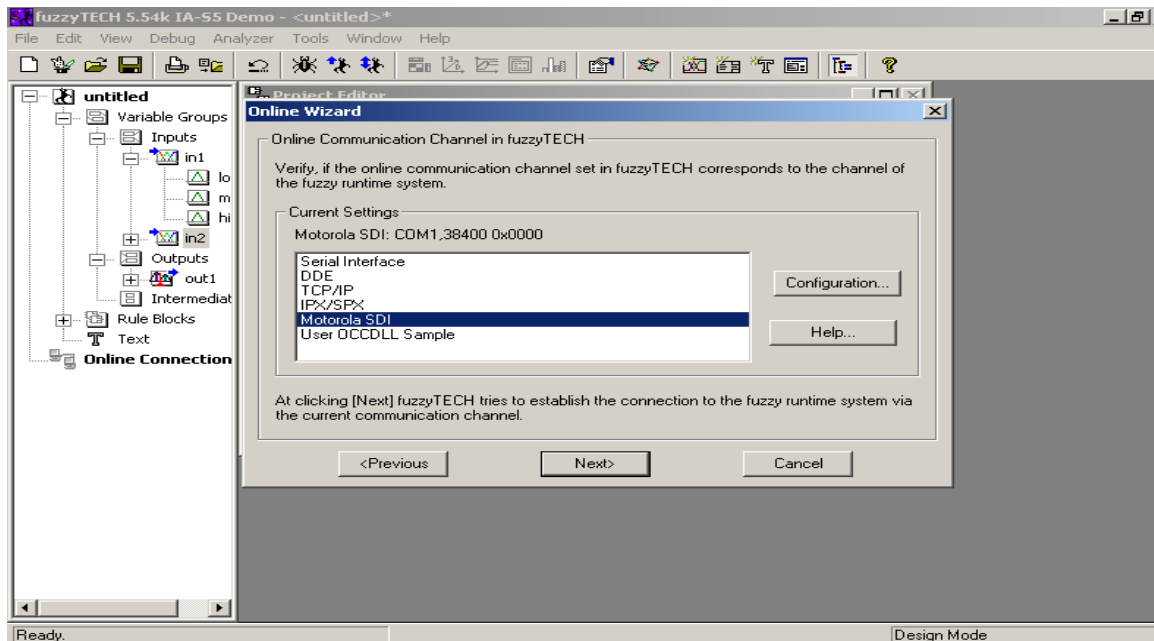 fuzzyTECH 5.54k IA-S5 Demo - <untitled>*
File Edit View Debug Analyzer Tools Window Help
untitled
Variable Groups
Inputs
in1
lo
m
hi
in2
Outputs
out1
Intermediat
Rule Blocks
Text
Online Connection
Project Editor
Online Wizard
Online Communication Channel in fuzzyTECH
Verify, if the online communication channel set in fuzzyTECH corresponds to the channel of
the fuzzy runtime system.
Current Settings
Motorola SDI: COM1,38400 0x0000
Serial Interface
DDE
TCP/IP
IPX/SPX
Motorola SDI
User OCCDLL Sample
Configuration...
Help...
At clicking [Next] fuzzyTECH tries to establish the connection to the fuzzy runtime system via
the current communication channel.
<Previous
Next>
Cancel
Ready.
Design Mode